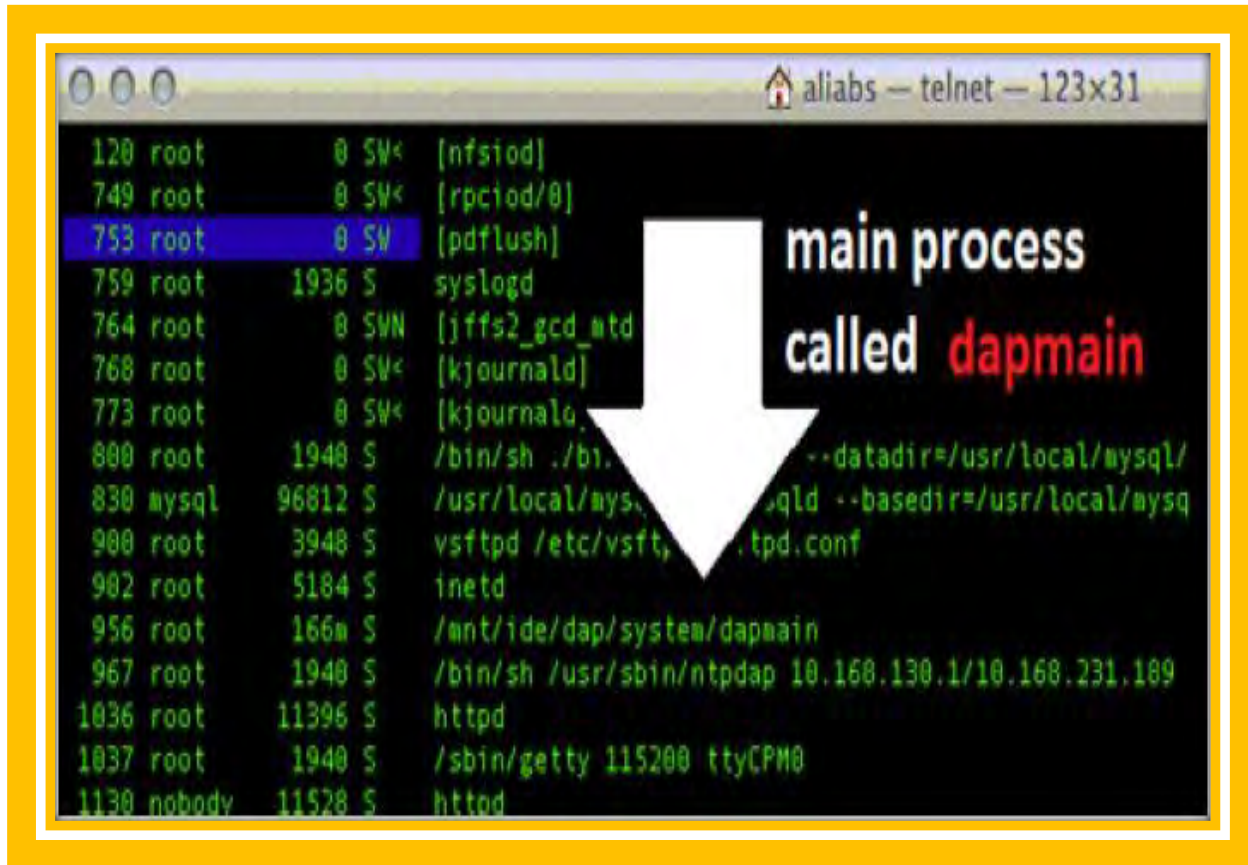 aliabs — telnet — 123×31
120 root 0 SW< [nfsiod]
749 root 0 SW< [rpciod/0]
753 root 0 SW [pdflush]
759 root 1936 S syslogd
764 root 0 SWN [jffs2_gcd_mtd
768 root 0 SW< [kjournald]
773 root 0 SW< [kjournald
800 root 1940 S /bin/sh ./bi --datadir=/usr/local/mysql/
830 mysql 96812 S /usr/local/mys qld --basedir=/usr/local/mysq
900 root 3948 S vsftpd /etc/vsft .tpd.conf
902 root 5184 S inetd
956 root 166m S /mnt/ide/dap/system/dapmain
967 root 1940 S /bin/sh /usr/sbin/ntpdap 10.168.130.1/10.168.231.189
1036 root 11396 S httpd
1037 root 1940 S /sbin/getty 115200 ttyCPM0
1130 nobody 11528 S httpd
main process
called dapmain